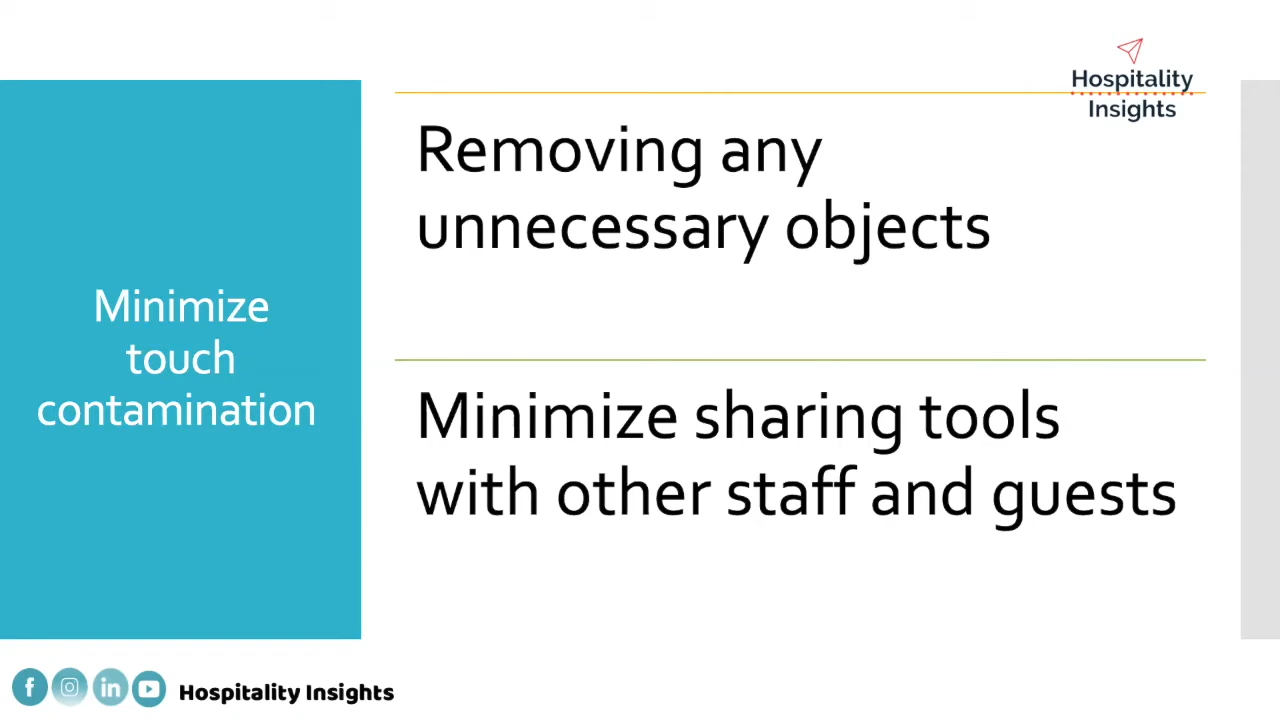 Hospitality
Insights
Removing any
unnecessary objects
Minimize
touch
contamination
Minimize sharing tools
with other staff and guests
Hospitality Insights